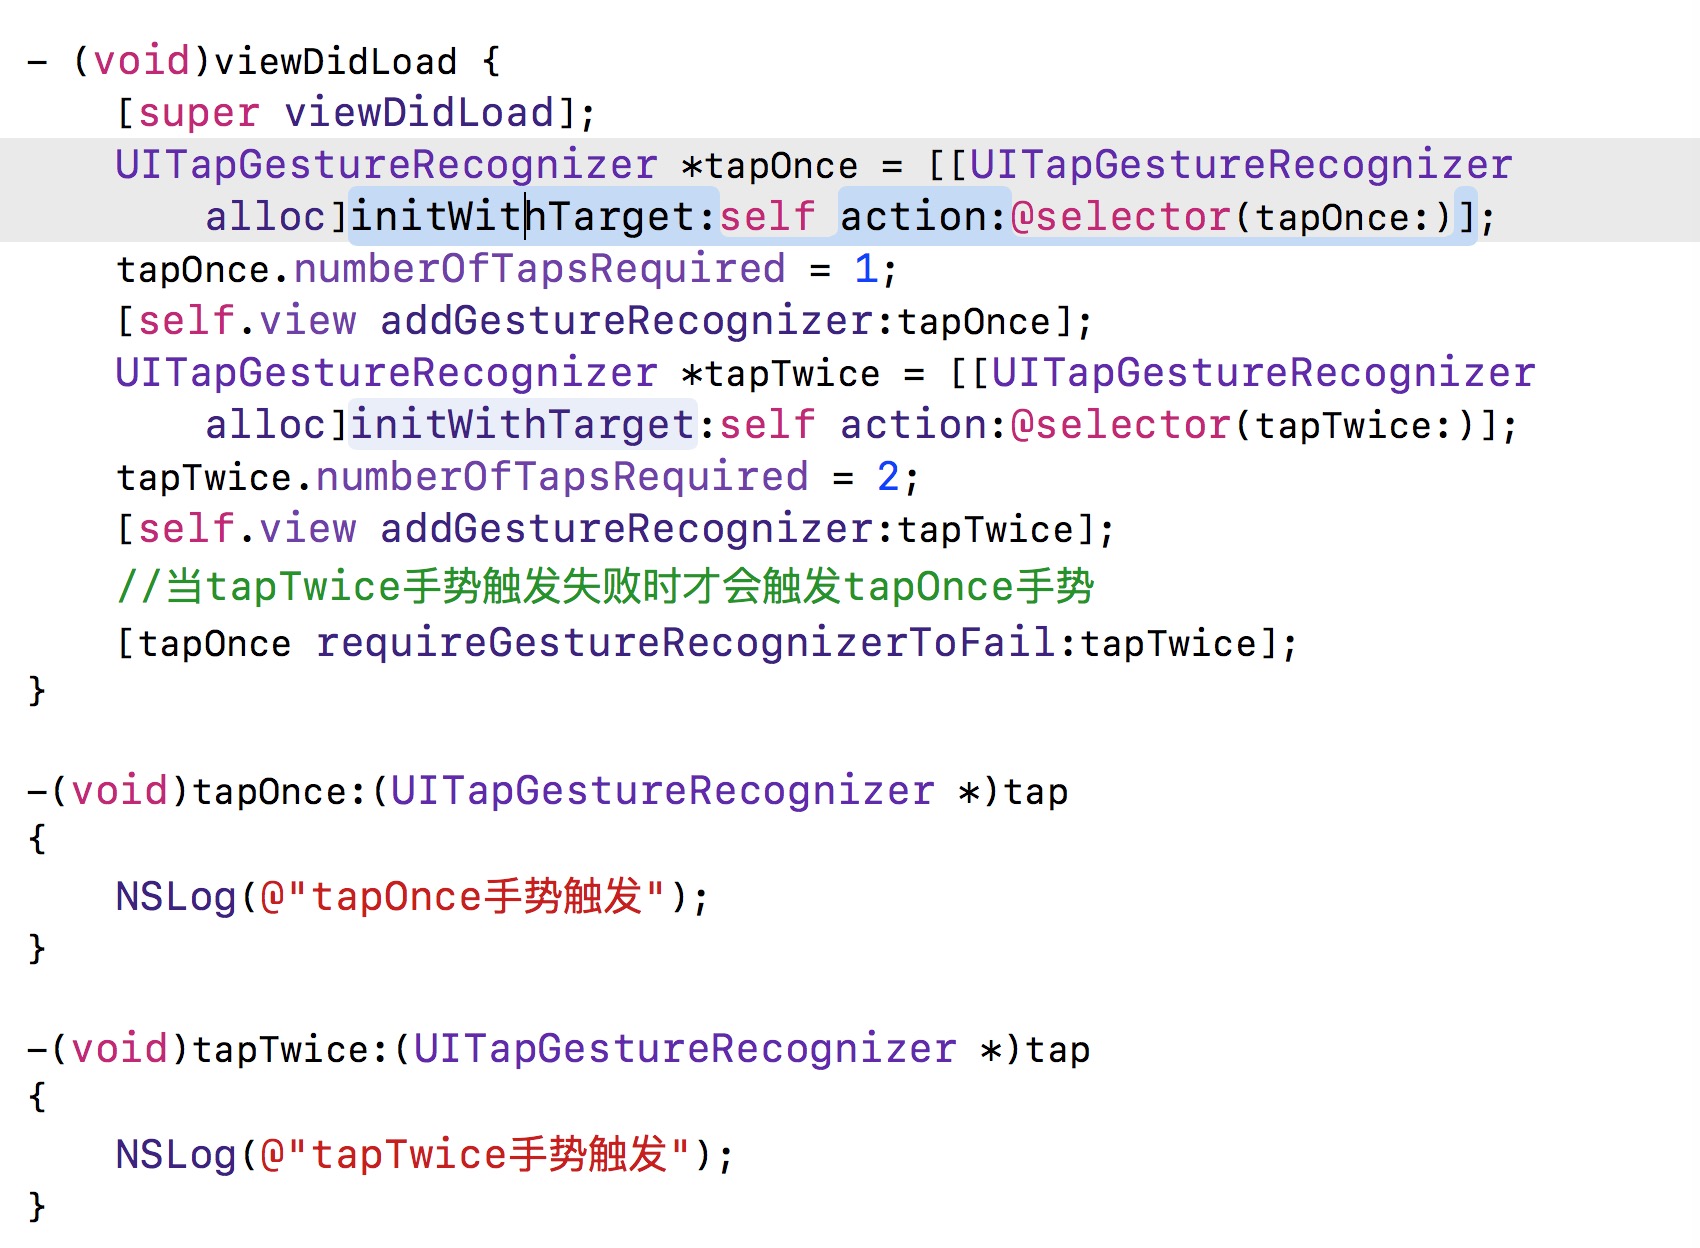 - (void)viewDidLoad {
[super viewDidLoad];
UITapGestureRecognizer *tapOnce = [[UITapGestureRecognizer
alloc]initWithTarget:self action:@selector(tapOnce:)];
tapOnce.numberOfTapsRequired = 1;
[self.view addGestureRecognizer:tapOnce];
UITapGestureRecognizer *tapTwice = [[UITapGestureRecognizer
alloc]initWithTarget:self action:@selector(tapTwice:)];
tapTwice.numberOfTapsRequired = 2;
[self.view addGestureRecognizer:tapTwice];
//当tapTwice手势触发失败时才会触发tapOnce手势
[tapOnce requireGestureRecognizerToFail:tapTwice];
}
-(void)tapOnce:(UITapGestureRecognizer *)tap
{
NSLog(@"tapOnce手势触发");
}
-(void)tapTwice:(UITapGestureRecognizer *)tap
{
NSLog(@"tapTwice手势触发");
}